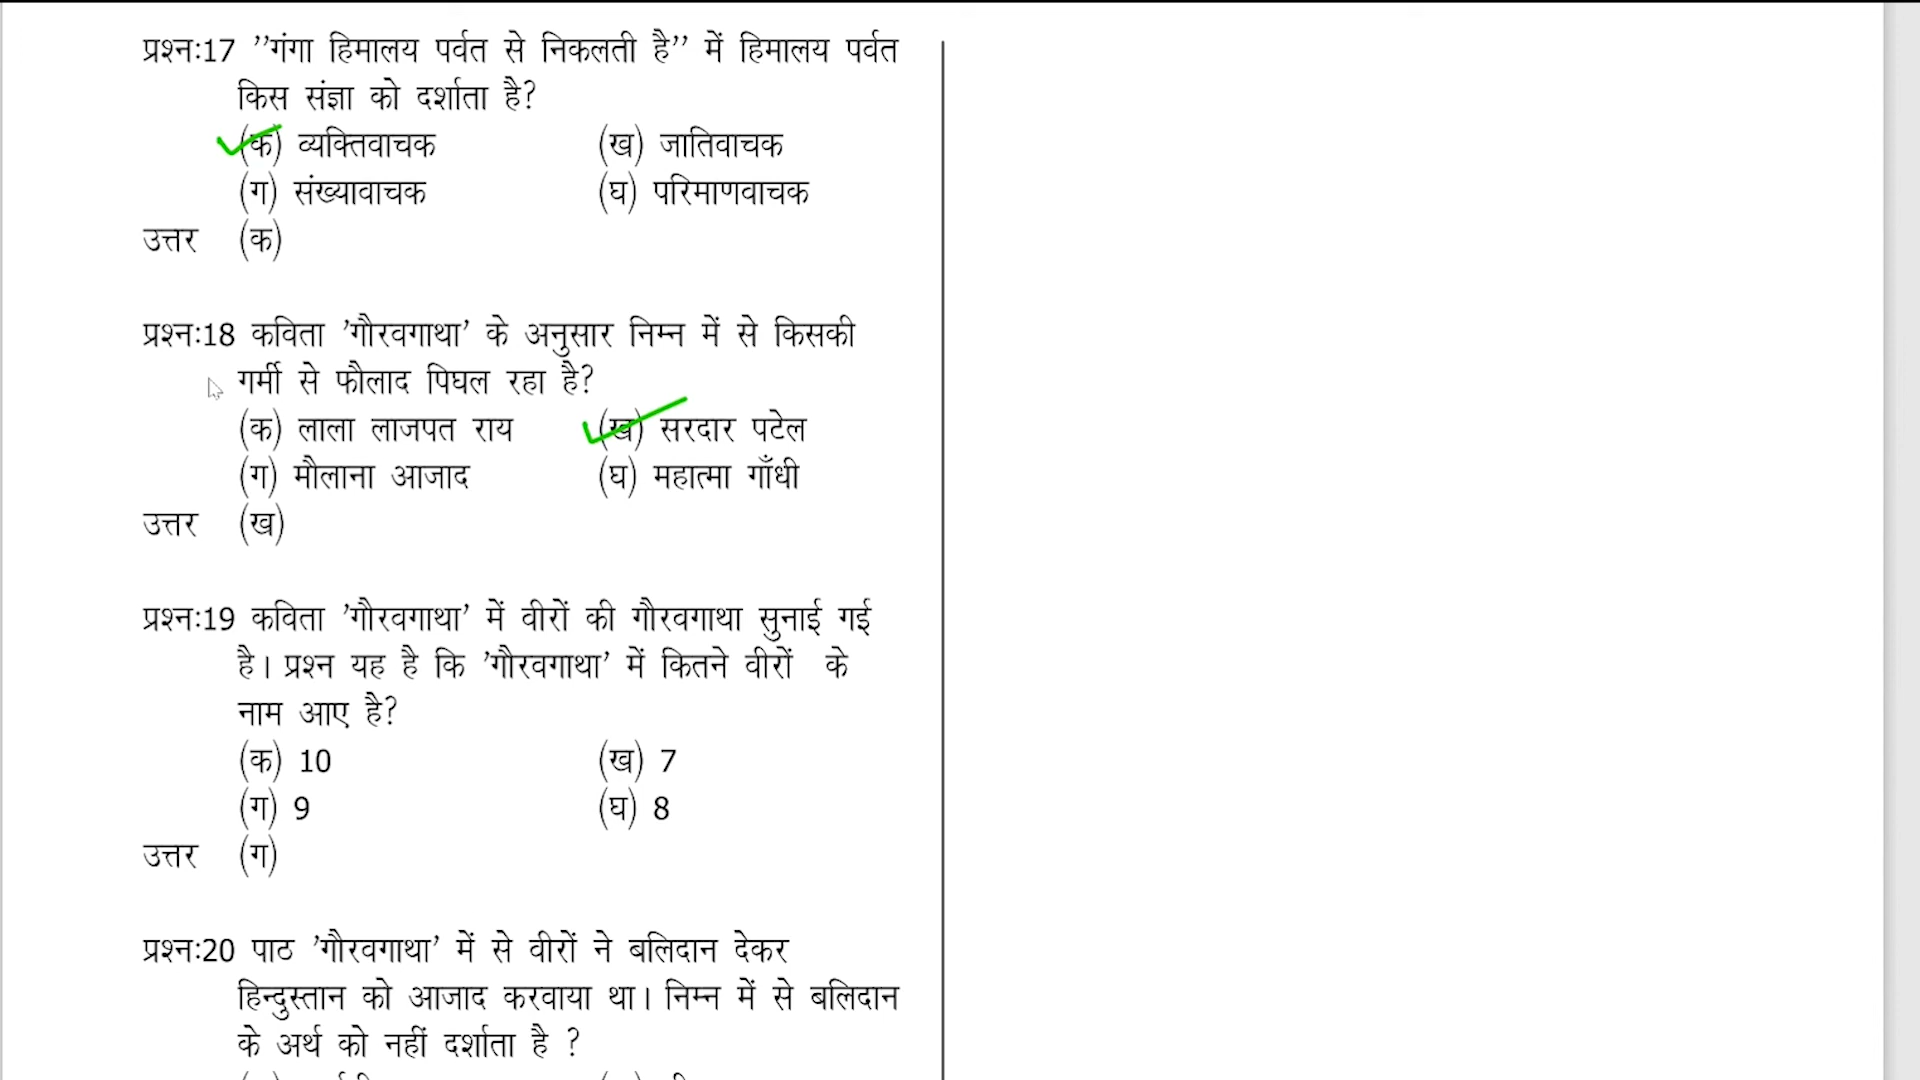 प्रश्न:17 ’’गंगा हिमालय पर्वत से निकलती है’’ में हिमालय पर्वत
किस संज्ञा को दर्शाता है?
(क) व्यक्तिवाचक (ख) जातिवाचक
(ग) संख्यावाचक (घ) परिमाणवाचक
उत्तर (क)
प्रश्न:18 कविता ’गौरवगाथा’ के अनुसार निम्न में से किसकी
गर्मी से फौलाद पिघल रहा है?
(क) लाला लाजपत राय (ख) सरदार पटेल
(ग) मौलाना आजाद (घ) महात्मा गाँधी
उत्तर (ख)
प्रश्न:19 कविता ’गौरवगाथा’ में वीरों की गौरवगाथा सुनाई गई
है। प्रश्न यह है कि ’गौरवगाथा’ में कितने वीरों के
नाम आए है?
(क) 10 (ख) 7
(ग) 9 (घ) 8
उत्तर (ग)
प्रश्न:20 पाठ ’गौरवगाथा’ में से वीरों ने बलिदान देकर
हिन्दुस्तान को आजाद करवाया था। निम्न में से बलिदान
के अर्थ को नहीं दर्शाता है ?